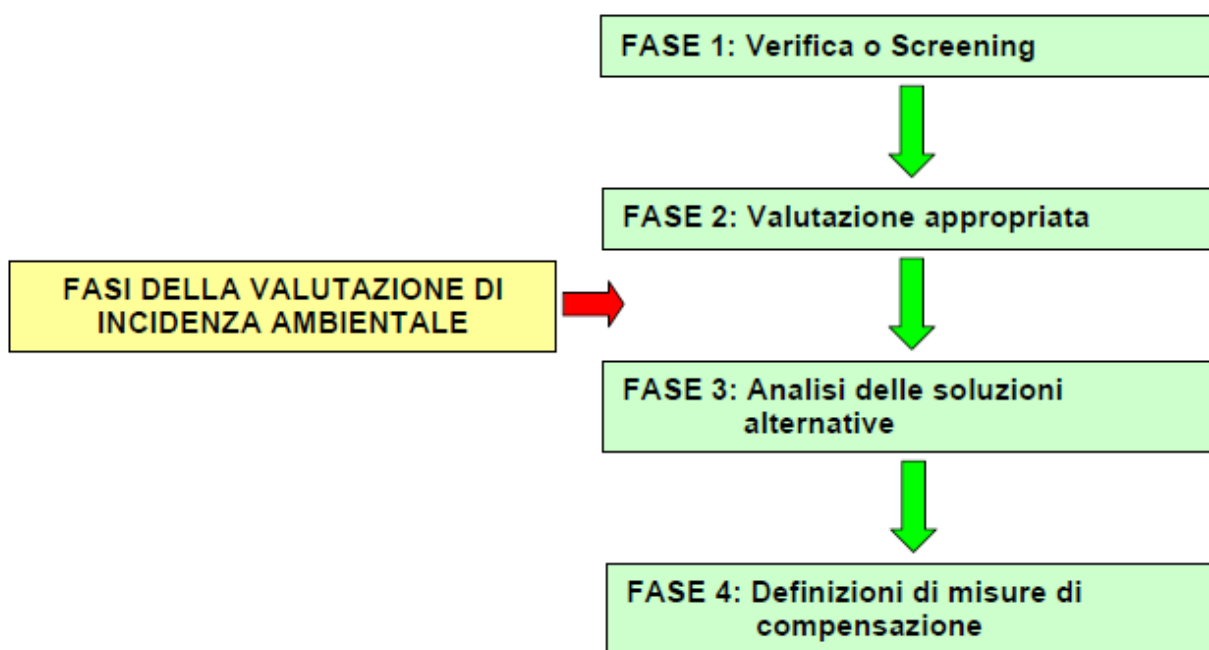 FASE 1: Verifica o Screening
FASE 2: Valutazione appropriata
FASI DELLA VALUTAZIONE DI
INCIDENZA AMBIENTALE
FASE 3: Analisi delle soluzioni
alternative
FASE 4: Definizioni di misure di
compensazione